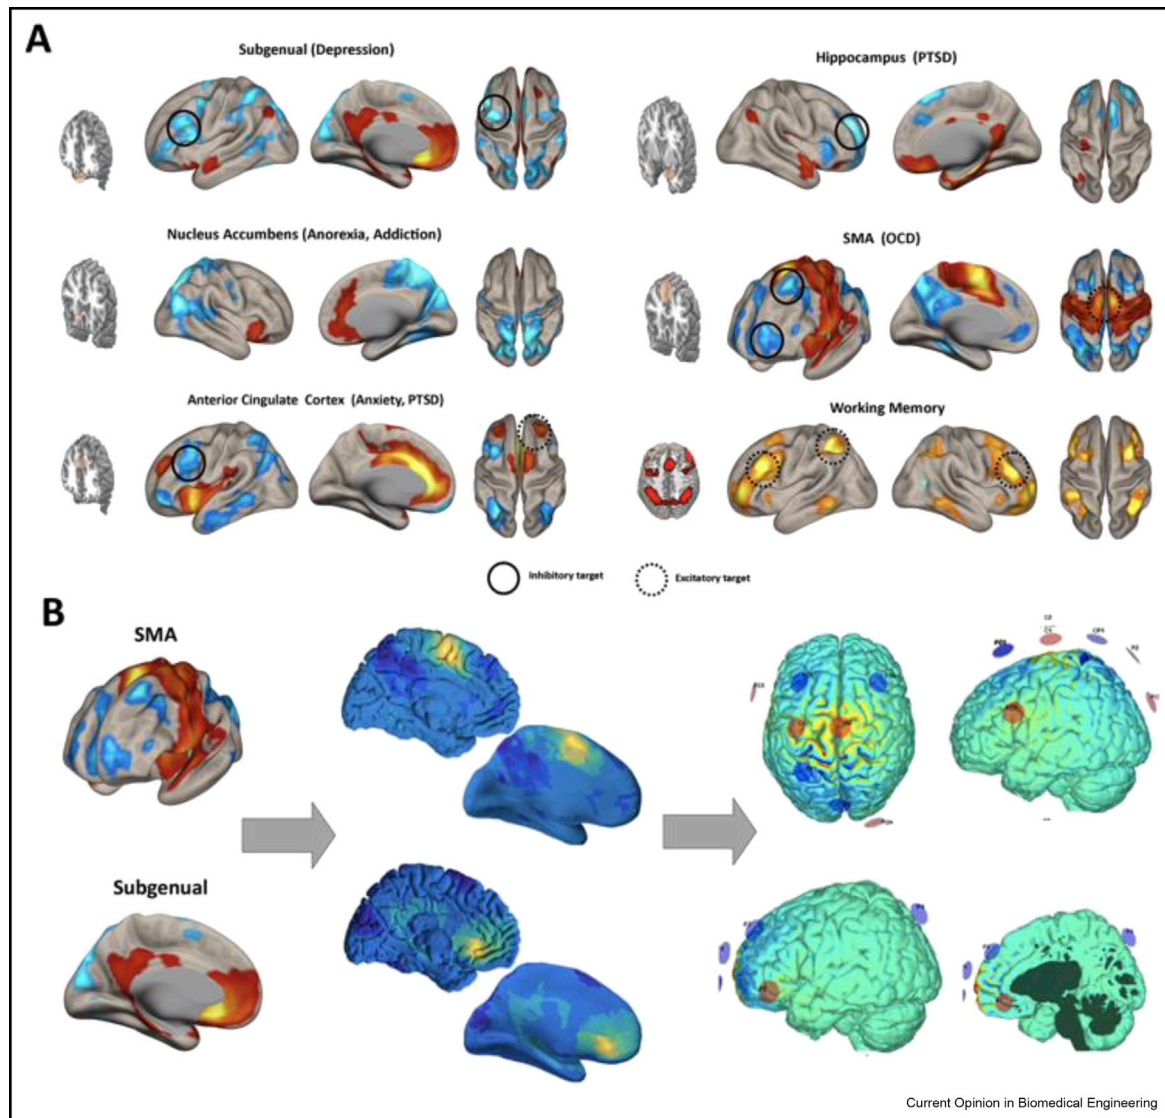 A
Subgenual (Depression)
Hippocampus (PTSD)
Nucleus Accumbens (Anorexia, Addiction)
SMA (OCD)
Anterior Cingulate Cortex (Anxiety, PTSD)
Working Memory
Inhibitory target
Excitatory target
B
SMA
Subgenual
Current Opinion in Biomedical Engineering